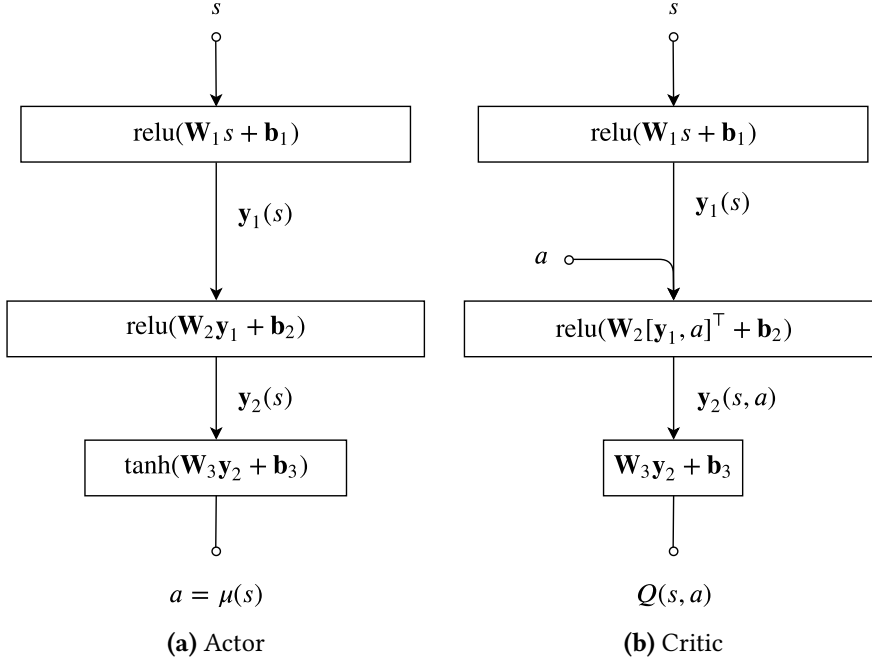 s
relu(𝐖₁s + 𝐛₁)
𝐲₁(s)
relu(𝐖₂𝐲₁ + 𝐛₂)
𝐲₂(s)
tanh(𝐖₃𝐲₂ + 𝐛₃)
a = μ(s)
(a) Actor
s
relu(𝐖₁s + 𝐛₁)
𝐲₁(s)
a
relu(𝐖₂[𝐲₁, a]^⊤ + 𝐛₂)
𝐲₂(s, a)
𝐖₃𝐲₂ + 𝐛₃
Q(s, a)
(b) Critic